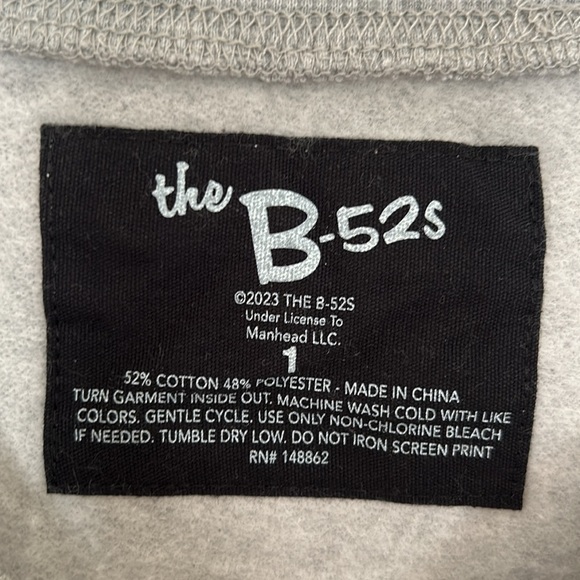 the
B-52s
©2023 THE B-52S
Under License To
Manhead LLC.
1
52% COTTON 48% POLYESTER - MADE IN CHINA
TURN GARMENT INSIDE OUT. MACHINE WASH COLD WITH LIKE
COLORS. GENTLE CYCLE. USE ONLY NON-CHLORINE BLEACH
IF NEEDED. TUMBLE DRY LOW. DO NOT IRON SCREEN PRINT
RN# 148862